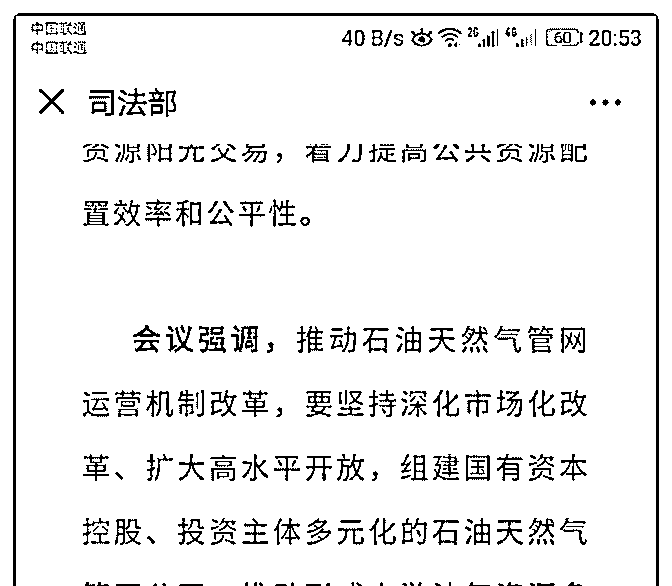 中国联通
中国联通
40 B/s 2G 4G 60 20:53
司法部
资源阳光交易，着力提高公共资源配
置效率和公平性。
会议强调，推动石油天然气管网
运营机制改革，要坚持深化市场化改
革、扩大高水平开放，组建国有资本
控股、投资主体多元化的石油天然气